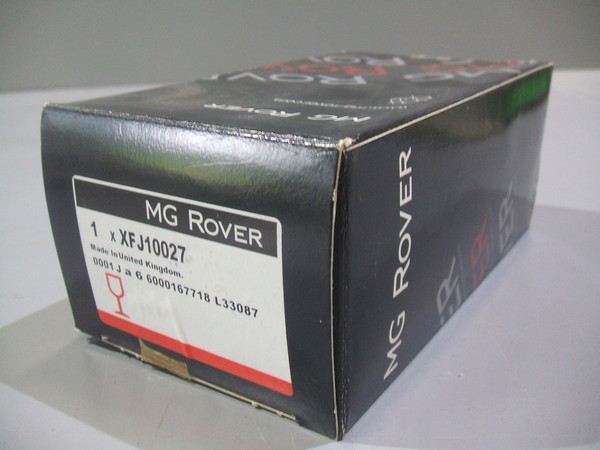 MG ROVER
MG ROVER
1 x XFJ10027
Made In United Kingdom.
0001 J a 6 6000167718 L33087
MG ROVER